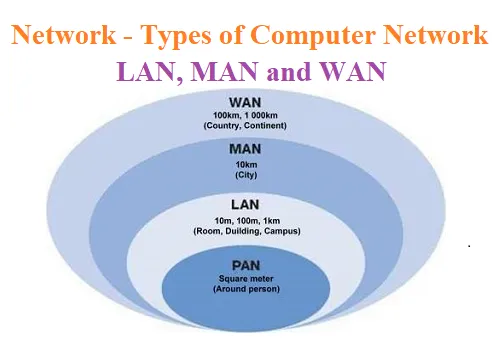 Network - Types of Computer Network
LAN, MAN and WAN
WAN
100km, 1 000km
(Country, Continent)
MAN
10km
(City)
LAN
10m, 100m, 1km
(Room, Duilding, Campus)
PAN
Square meter
(Around person)
.